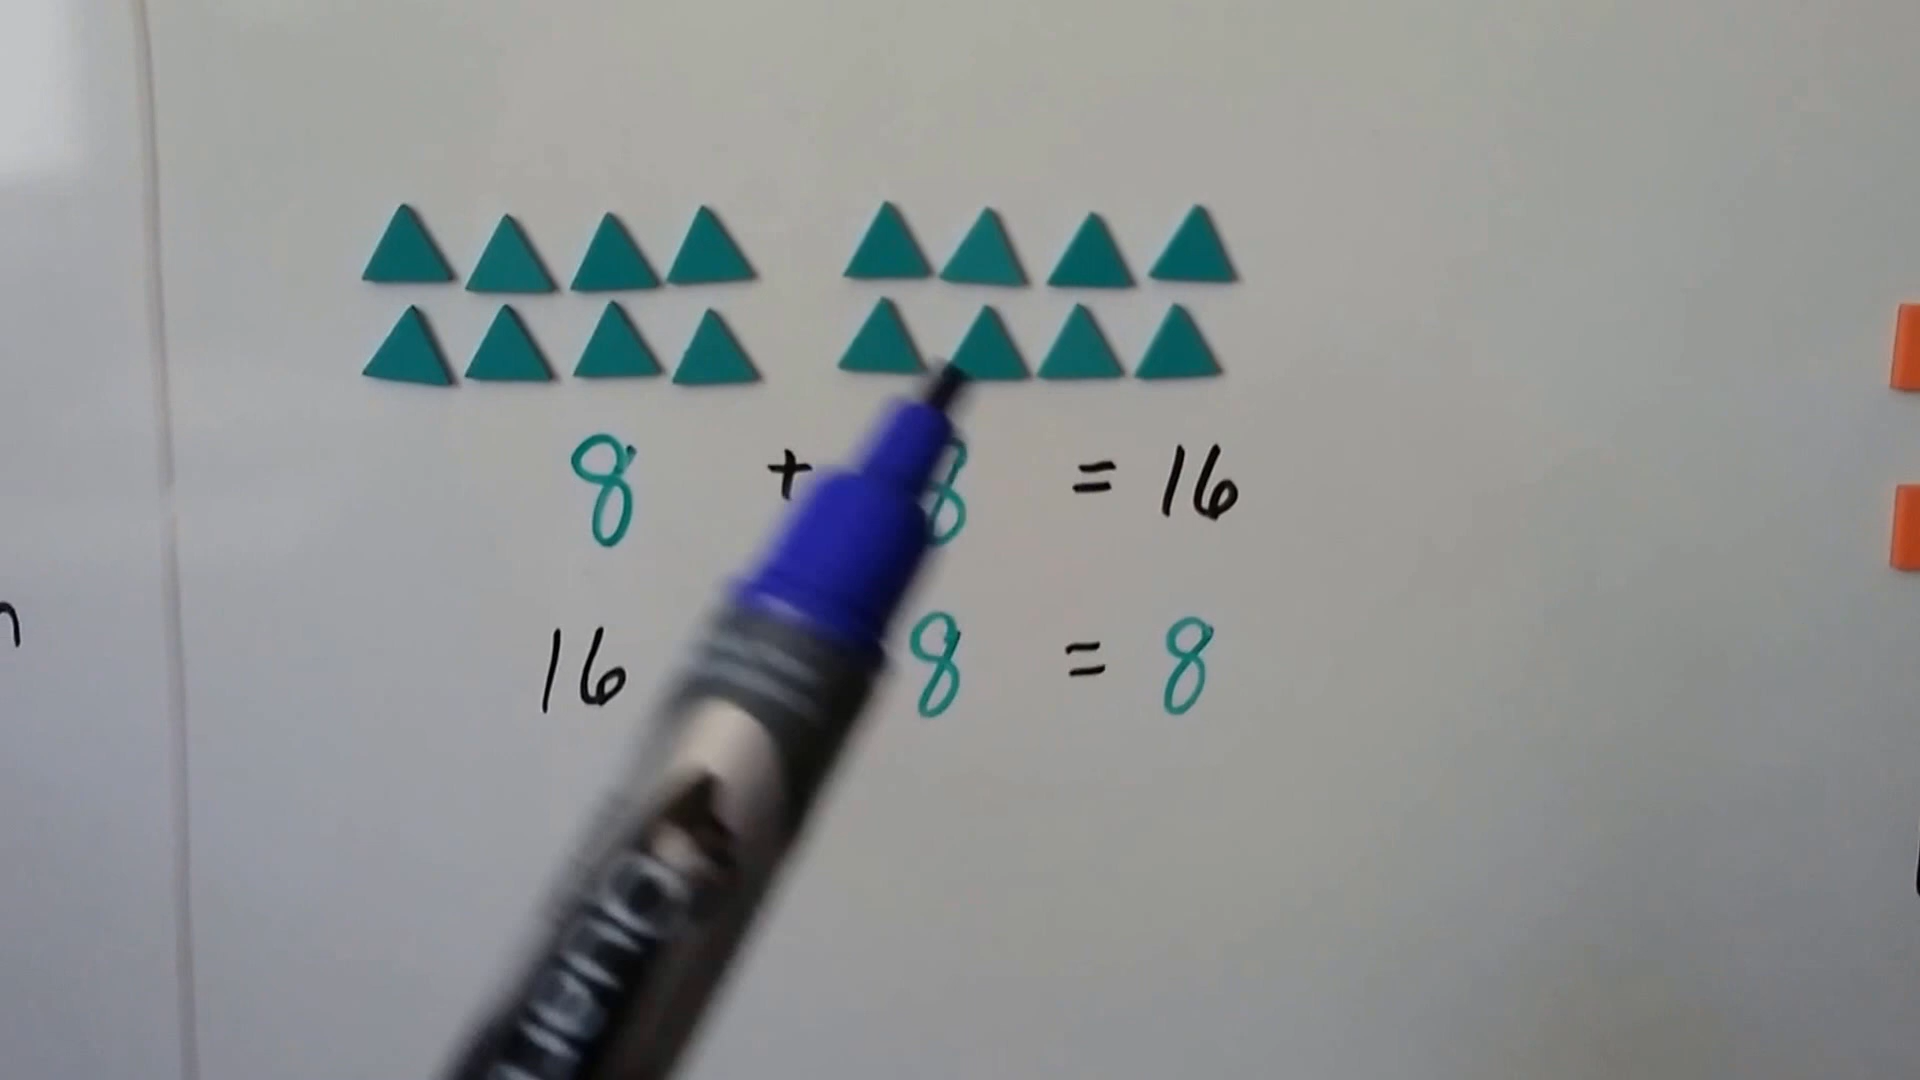 8 + 8 = 16
16 8 = 8